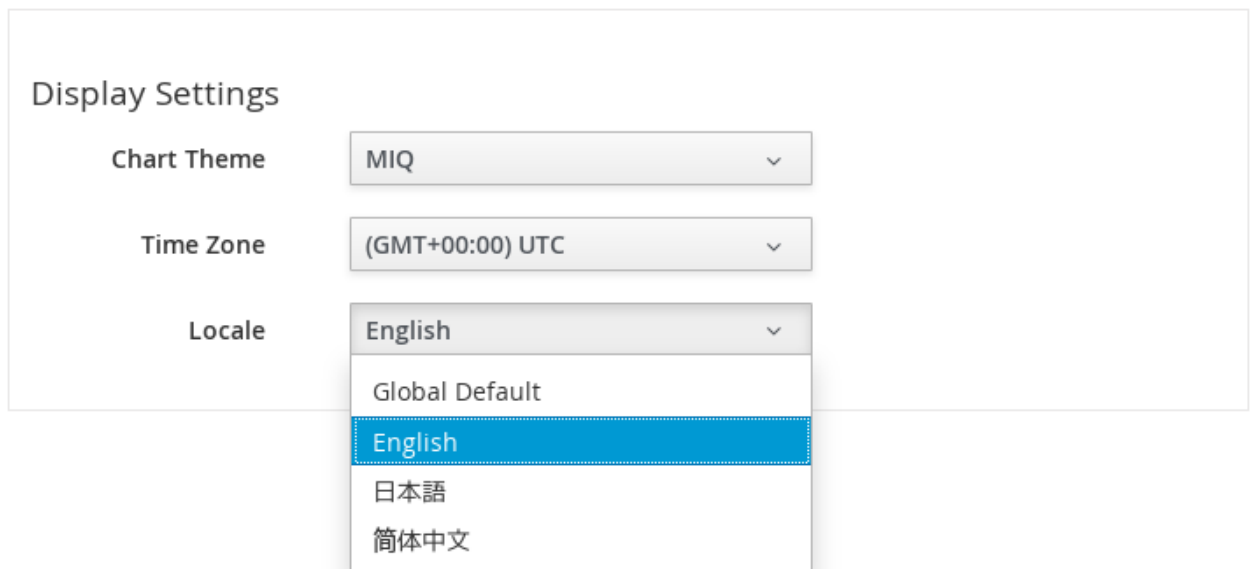 Display Settings
Chart Theme
MIQ
Time Zone
(GMT+00:00) UTC
Locale
English
Global Default
English
日本語
简体中文